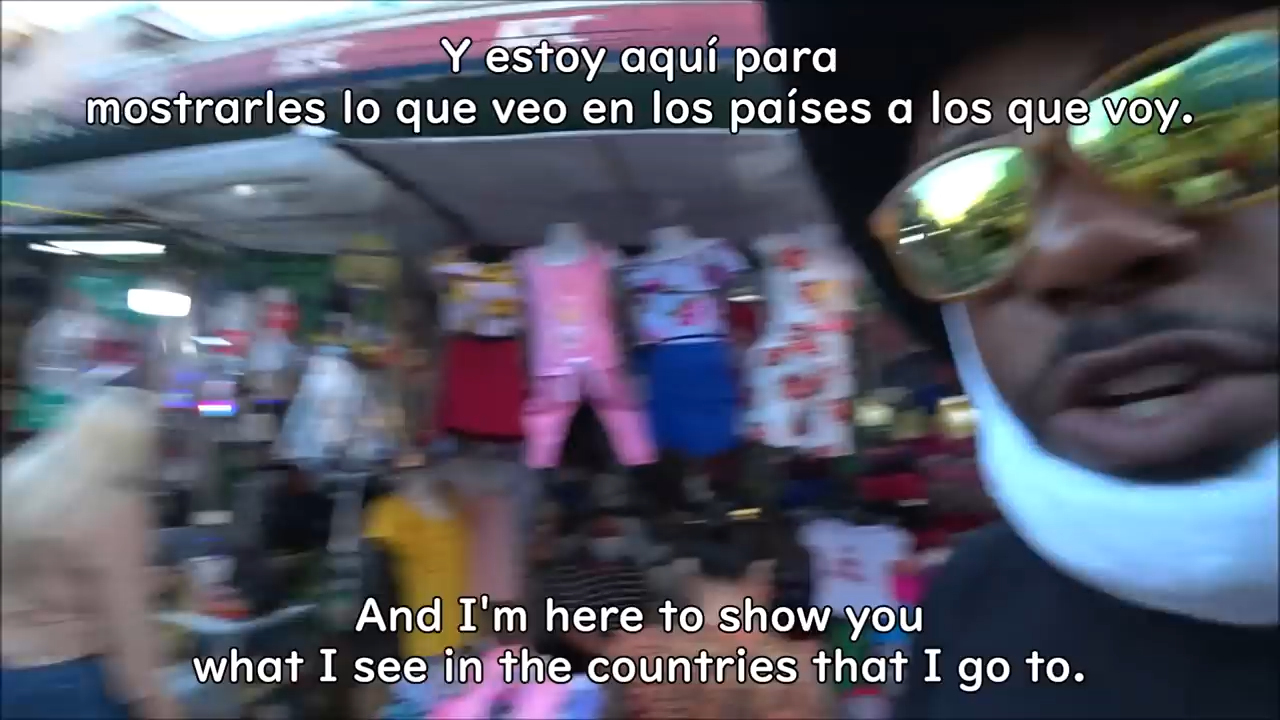 Y estoy aquí para
mostrarles lo que veo en los países a los que voy.
And I'm here to show you
what I see in the countries that I go to.